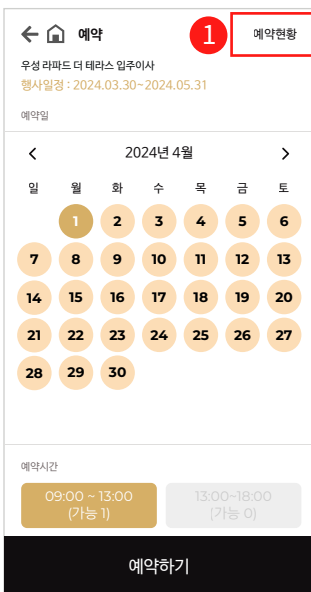 예약 1 예약현황
우성 라파드 더 테라스 입주이사
행사일정 : 2024.03.30~2024.05.31
예약일
2024년 4월
일 월 화 수 목 금 토
1 2 3 4 5 6
7 8 9 10 11 12 13
14 15 16 17 18 19 20
21 22 23 24 25 26 27
28 29 30
예약시간
09:00 ~ 13:00 13:00~18:00
(가능 1) (가능 0)
예약하기